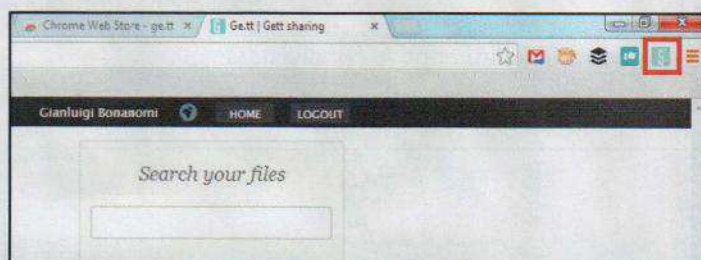 Chrome Web Store - ge.tt
Ge.tt | Gett sharing
Gianluigi Bonanomi HOME LOGOUT
Search your files